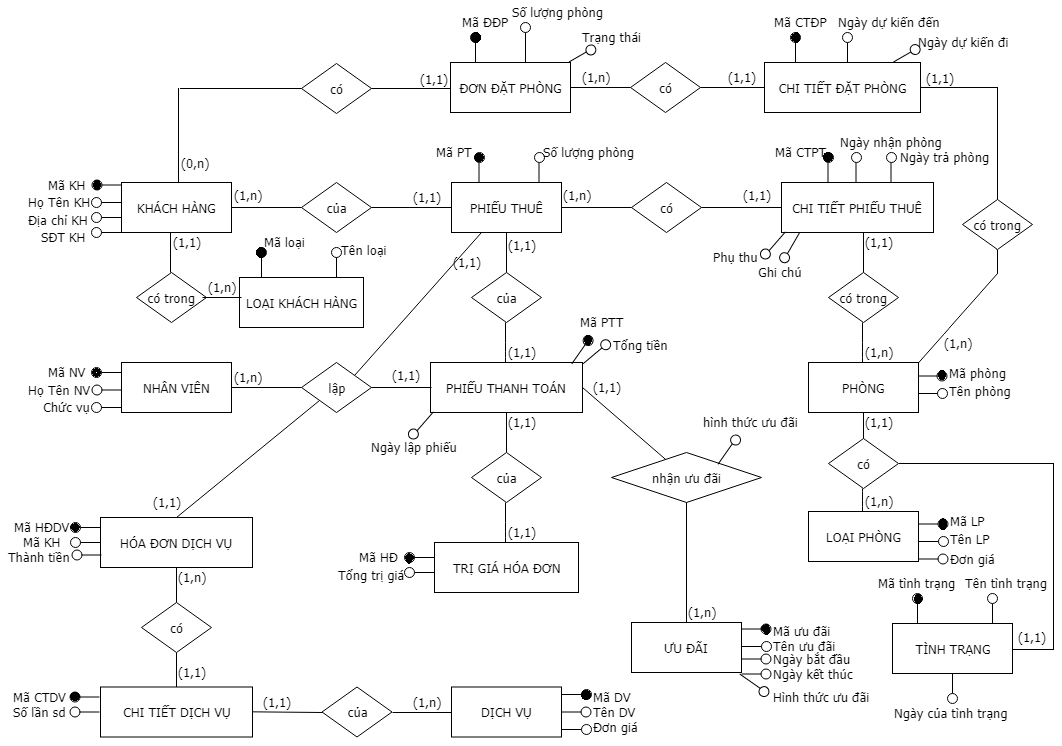 Số lượng phòng
Mã ĐĐP
Trạng thái
Mã CTĐP
Ngày dự kiến đến
Ngày dự kiến đi
có
(1,1)
ĐƠN ĐẶT PHÒNG
(1,n)
có
(1,1)
CHI TIẾT ĐẶT PHÒNG
(1,1)
(0,n)
Mã PT
Số lượng phòng
Mã CTPT
Ngày nhận phòng
Ngày trả phòng
Mã KH
Họ Tên KH
Địa chỉ KH
SĐT KH
KHÁCH HÀNG
(1,n)
của
(1,1)
PHIẾU THUÊ
(1,n)
có
(1,1)
CHI TIẾT PHIẾU THUÊ
có trong
(1,1)
Mã loại
Tên loại
(1,1)
(1,1)
Phụ thu
Ghi chú
(1,1)
có trong
(1,n)
LOẠI KHÁCH HÀNG
của
có trong
Mã PTT
Tổng tiền
(1,1)
(1,n)
(1,n)
Mã NV
Họ Tên NV
Chức vụ
NHÂN VIÊN
(1,n)
lập
(1,1)
PHIẾU THANH TOÁN
(1,1)
PHÒNG
Mã phòng
Tên phòng
Ngày lập phiếu
(1,1)
hình thức ưu đãi
(1,1)
của
nhận ưu đãi
có
(1,1)
(1,n)
Mã HĐDV
Mã KH
Thành tiền
HÓA ĐƠN DỊCH VỤ
(1,1)
LOẠI PHÒNG
Mã LP
Tên LP
Đơn giá
Mã HĐ
Tổng trị giá
TRỊ GIÁ HÓA ĐƠN
(1,n)
Mã tình trạng
Tên tình trạng
(1,n)
có
ƯU ĐÃI
Mã ưu đãi
Tên ưu đãi
Ngày bắt đầu
Ngày kết thúc
Hình thức ưu đãi
TÌNH TRẠNG
(1,1)
(1,1)
Mã CTDV
Số lần sd
CHI TIẾT DỊCH VỤ
(1,1)
của
(1,n)
DỊCH VỤ
Mã DV
Tên DV
Đơn giá
Ngày của tình trạng